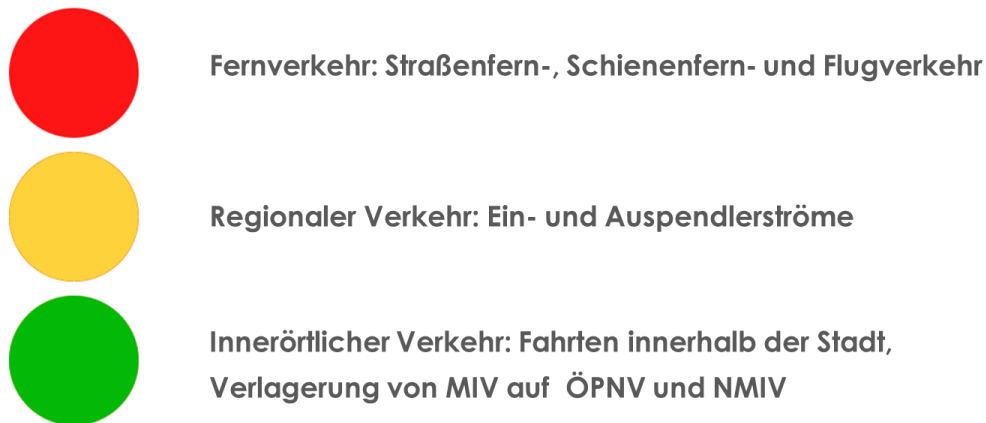 Fernverkehr: Straßenfern-, Schienenfern- und Flugverkehr
Regionaler Verkehr: Ein- und Auspendlerströme
Innerörtlicher Verkehr: Fahrten innerhalb der Stadt,
Verlagerung von MIV auf  ÖPNV und NMIV